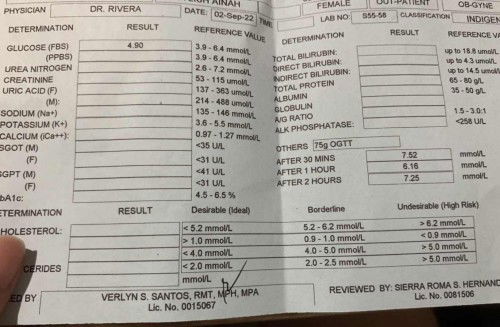 AINAH FEMALE OUT-PATIENT OB-GYNE
PHYSICIAN DR. RIVERA DATE: 02-Sep-22 TIME LAB NO: S55-58 CLASSIFICATION INDIGEN
DETERMINATION RESULT REFERENCE VALUE DETERMINATION RESULT REFERENCE VALUE
GLUCOSE (FBS) 4.90 3.9 - 6.4 mmol/L TOTAL BILIRUBIN: up to 18.8 umol/L
(PPBS) 3.9 - 6.4 mmol/L DIRECT BILIRUBIN: up to 4.3 umol/L
UREA NITROGEN 2.6 - 7.2 mmol/L INDIRECT BILIRUBIN: up to 14.5 umol/L
CREATININE 53 - 115 umol/L TOTAL PROTEIN 65 - 80 g/L
URIC ACID (F) 137 - 363 umol/L ALBUMIN 35 - 50 g/L
(M): 214 - 488 umol/L GLOBULIN
SODIUM (Na+) 135 - 146 mmol/L A/G RATIO 1.5 - 3.0:1
POTASSIUM (K+) 3.6 - 5.5 mmol/L ALK PHOSPHATASE: <258 U/L
CALCIUM (iCa++): 0.97 - 1.27 mmol/L
SGOT (M) <35 U/L OTHERS 75g OGTT
(F) <31 U/L AFTER 30 MINS 7.52 mmol/L
SGPT (M) <41 U/L AFTER 1 HOUR 6.16 mmol/L
(F) <31 U/L AFTER 2 HOURS 7.25 mmol/L
bA1c: 4.5 - 6.5 %
DETERMINATION RESULT Desirable (Ideal) Borderline Undesirable (High Risk)
HOLESTEROL: < 5.2 mmol/L 5.2 - 6.2 mmol/L > 6.2 mmol/L
> 1.0 mmol/L 0.9 - 1.0 mmol/L < 0.9 mmol/L
< 4.0 mmol/L 4.0 - 5.0 mmol/L > 5.0 mmol/L
CERIDES < 2.0 mmol/L 2.0 - 2.5 mmol/L > 5.0 mmol/L
mmol/L
ED BY VERLYN S. SANTOS, RMT, MPH, MPA REVIEWED BY: SIERRA ROMA S. HERNAND
Lic. No. 0015067 Lic. No. 0081506